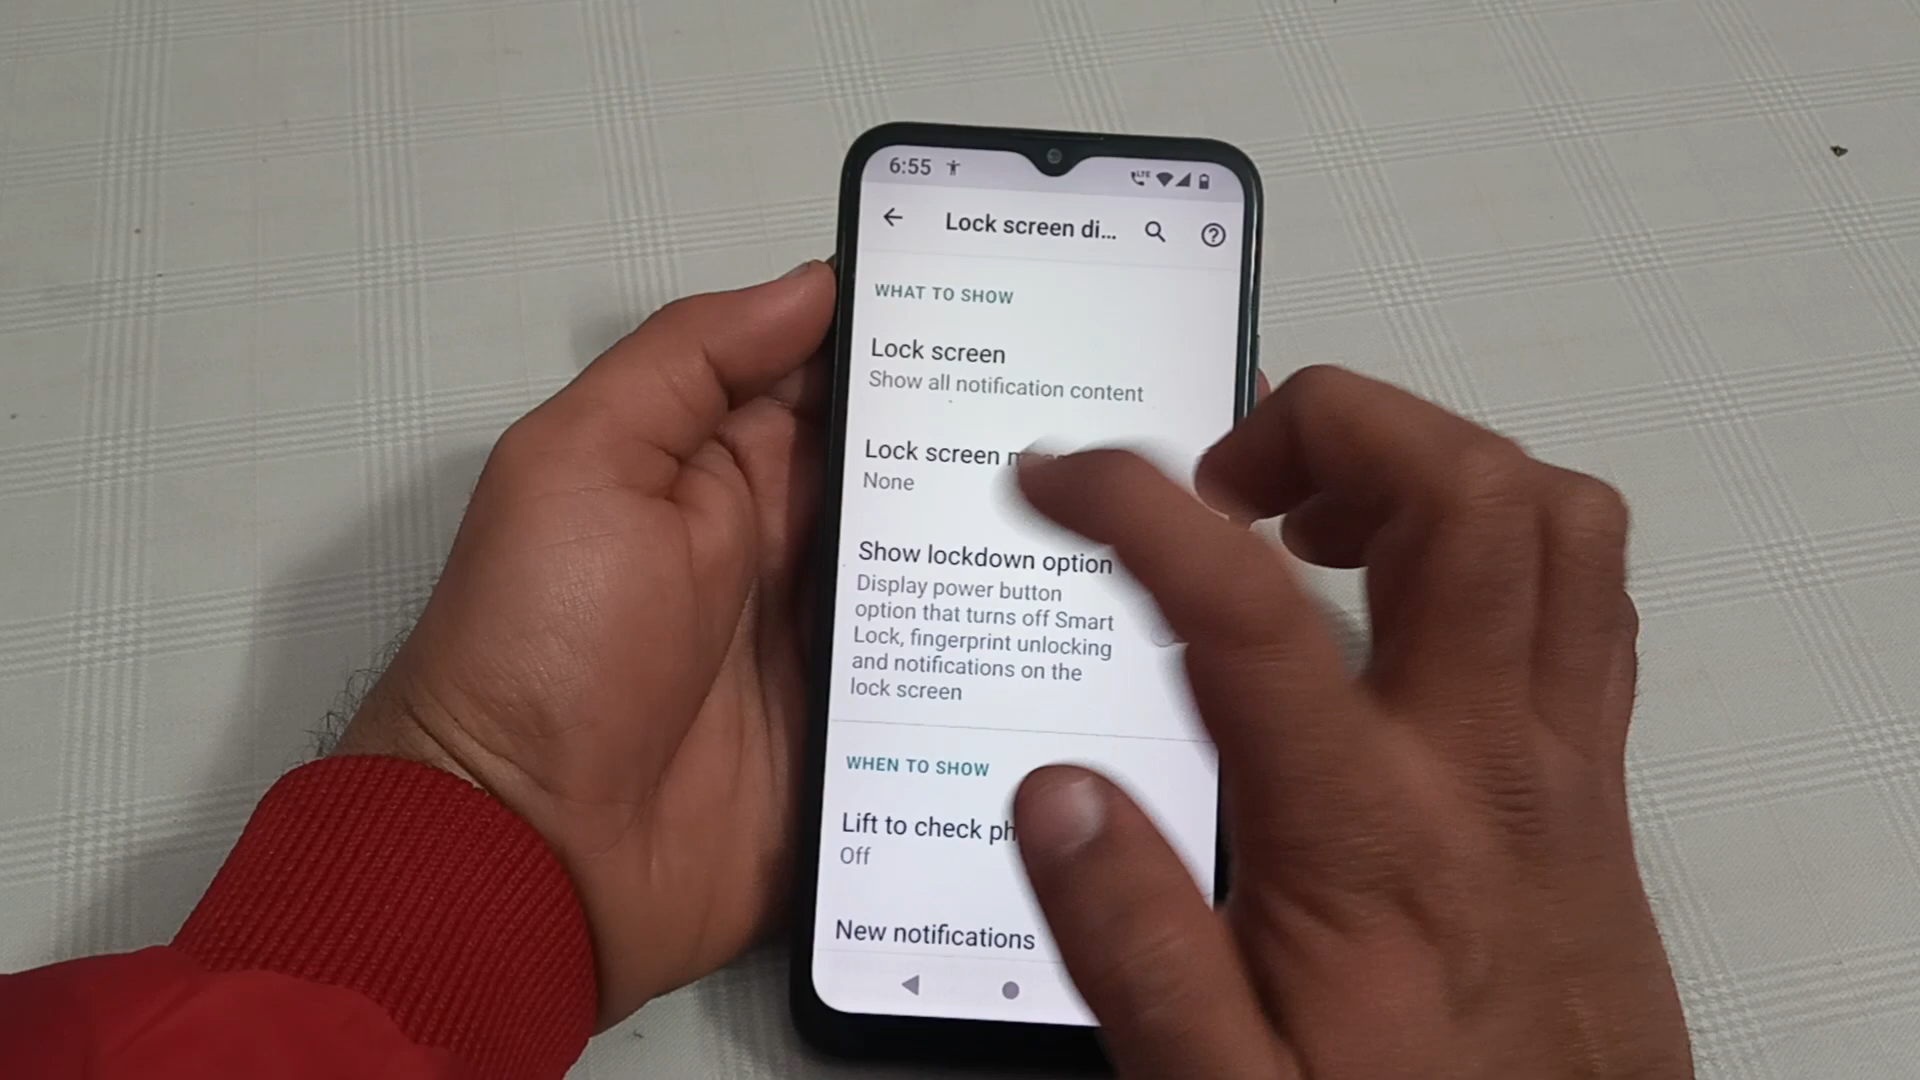 6:55
LTE
Lock screen di...
WHAT TO SHOW
Lock screen
Show all notification content
Lock screen
None
Show lockdown option
Display power button
option that turns off Smart
Lock, fingerprint unlocking
and notifications on the
lock screen
WHEN TO SHOW
Lift to check
Off
New notifications